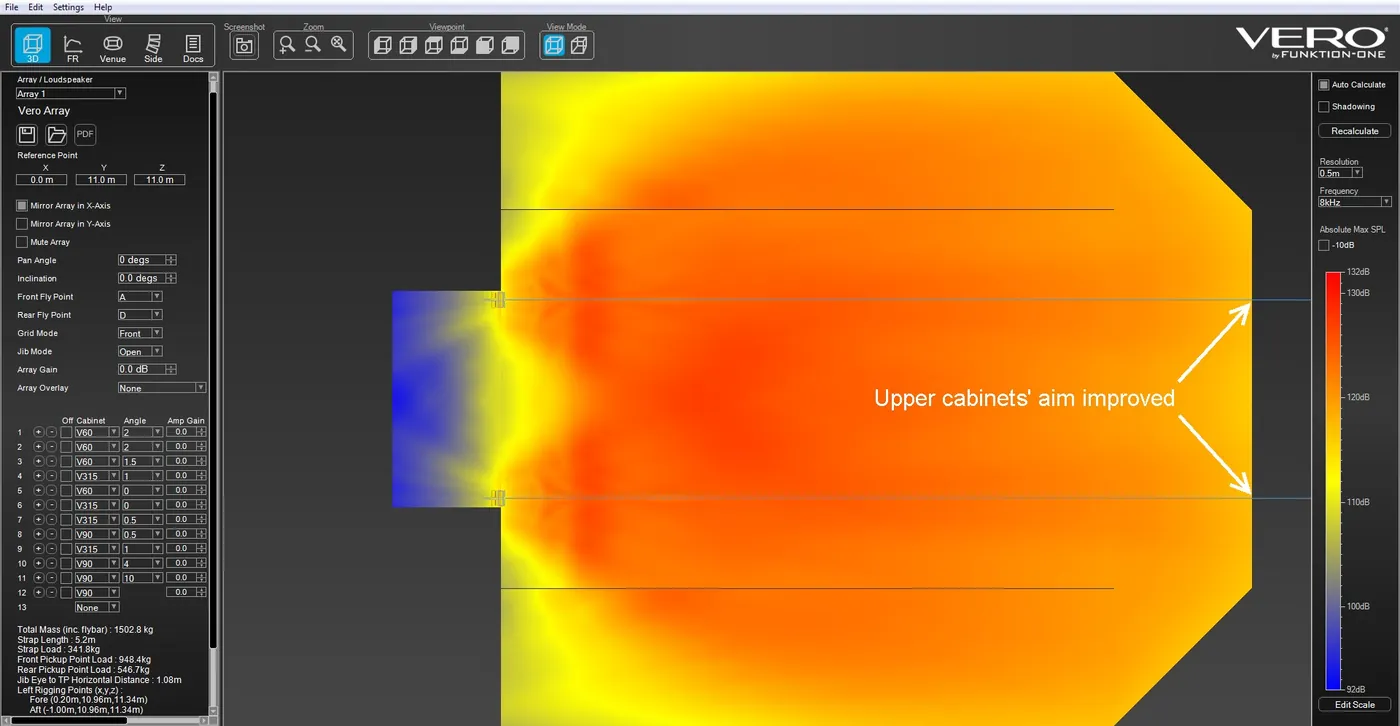 File Edit Settings Help
View
Screenshot Zoom Viewpoint View Mode
3D FR Venue Side Docs
VERO
by FUNKTION-ONE
Array / Loudspeaker
Array 1
Vero Array
PDF
Reference Point
X Y Z
0.0 m 11.0 m 11.0 m
Mirror Array in X-Axis
Mirror Array in Y-Axis
Mute Array
Pan Angle 0 degs
Inclination 0.0 degs
Front Fly Point A
Rear Fly Point D
Grid Mode Front
Jib Mode Open
Array Gain 0.0 dB
Array Overlay None
Off Cabinet Angle Amp Gain
1 + - V60 2 0.0
2 + - V60 2 0.0
3 + - V60 1.5 0.0
4 + - V315 1 0.0
5 + - V60 0 0.0
6 + - V315 0 0.0
7 + - V315 0.5 0.0
8 + - V90 0.5 0.0
9 + - V315 1 0.0
10 + - V90 4 0.0
11 + - V90 10 0.0
12 + - V90 0.0
13 None
Total Mass (inc. flybar) : 1502.8 kg
Strap Length : 5.2m
Strap Load : 341.8kg
Front Pickup Point Load : 948.4kg
Rear Pickup Point Load : 546.7kg
Jib Eye to TP Horizontal Distance : 1.08m
Left Rigging Points (x,y,z) :
Fore (0.20m,10.96m,11.34m)
Aft (-1.00m,10.96m,11.34m)
Upper cabinets' aim improved
Auto Calculate
Shadowing
Recalculate
Resolution
0.5m
Frequency
8kHz
Absolute Max SPL
-10dB
132dB
130dB
120dB
110dB
100dB
92dB
Edit Scale